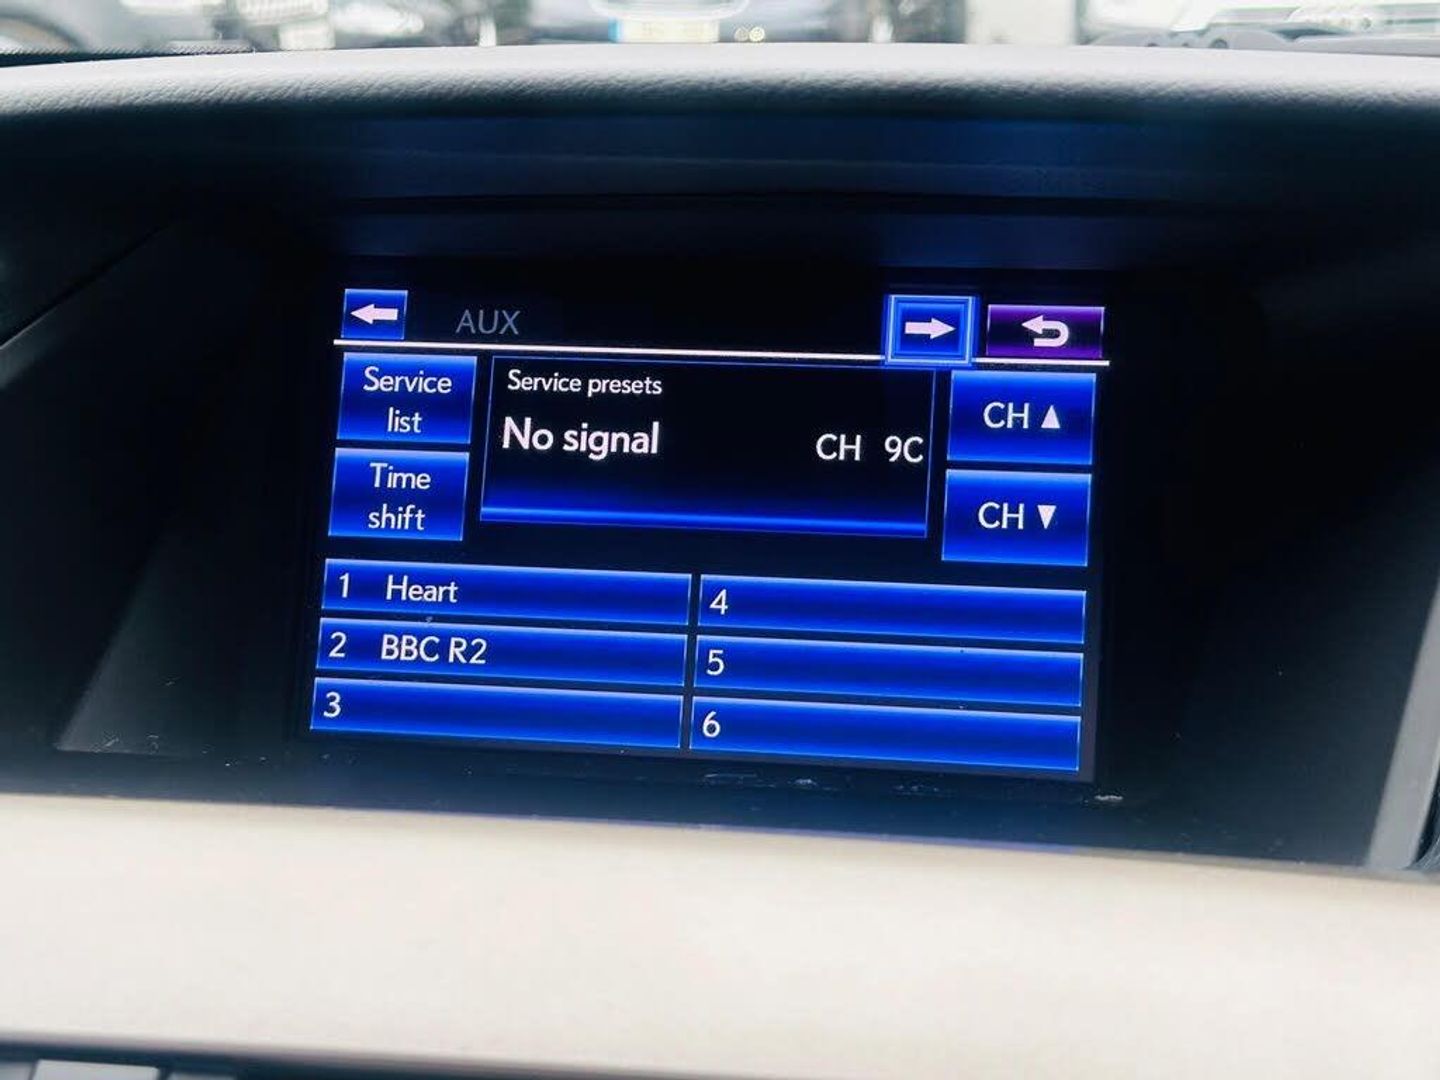 AUX
Service
list
Service presets
No signal CH 9C
CH ▲
Time
shift
CH ▼
1 Heart
4
2 BBC R2
5
3
6